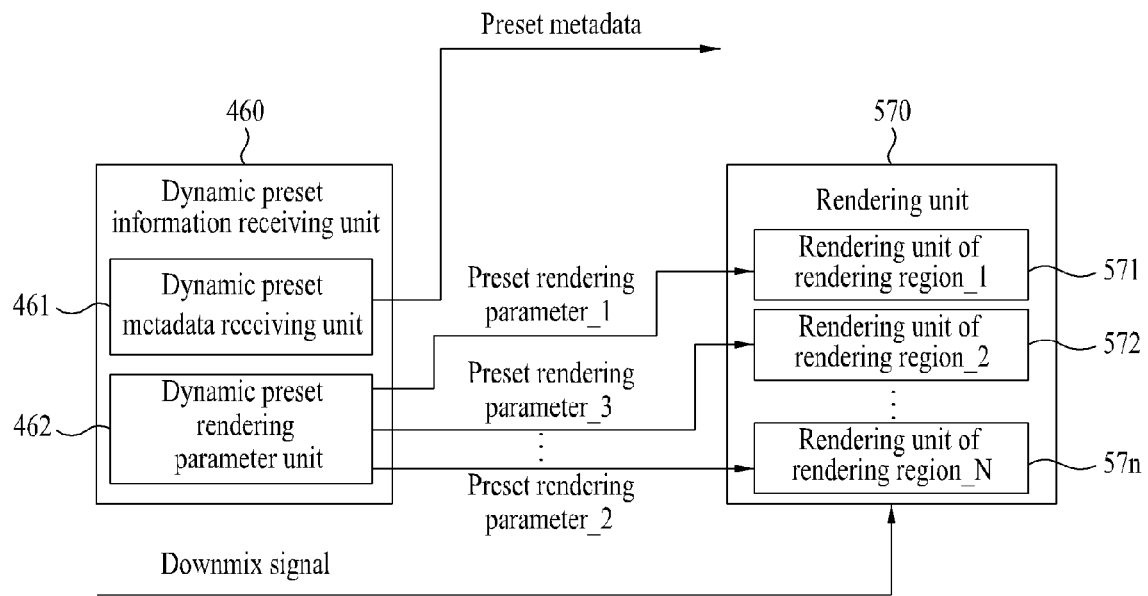 Preset metadata
460
570
Dynamic preset
information receiving unit
Rendering unit
461
Dynamic preset
metadata receiving unit
Preset rendering
parameter_1
Rendering unit of
rendering region_1
571
Rendering unit of
rendering region_2
572
462
Dynamic preset
rendering
parameter unit
Preset rendering
parameter_3
Rendering unit of
rendering region_N
57n
Preset rendering
parameter_2
Downmix signal